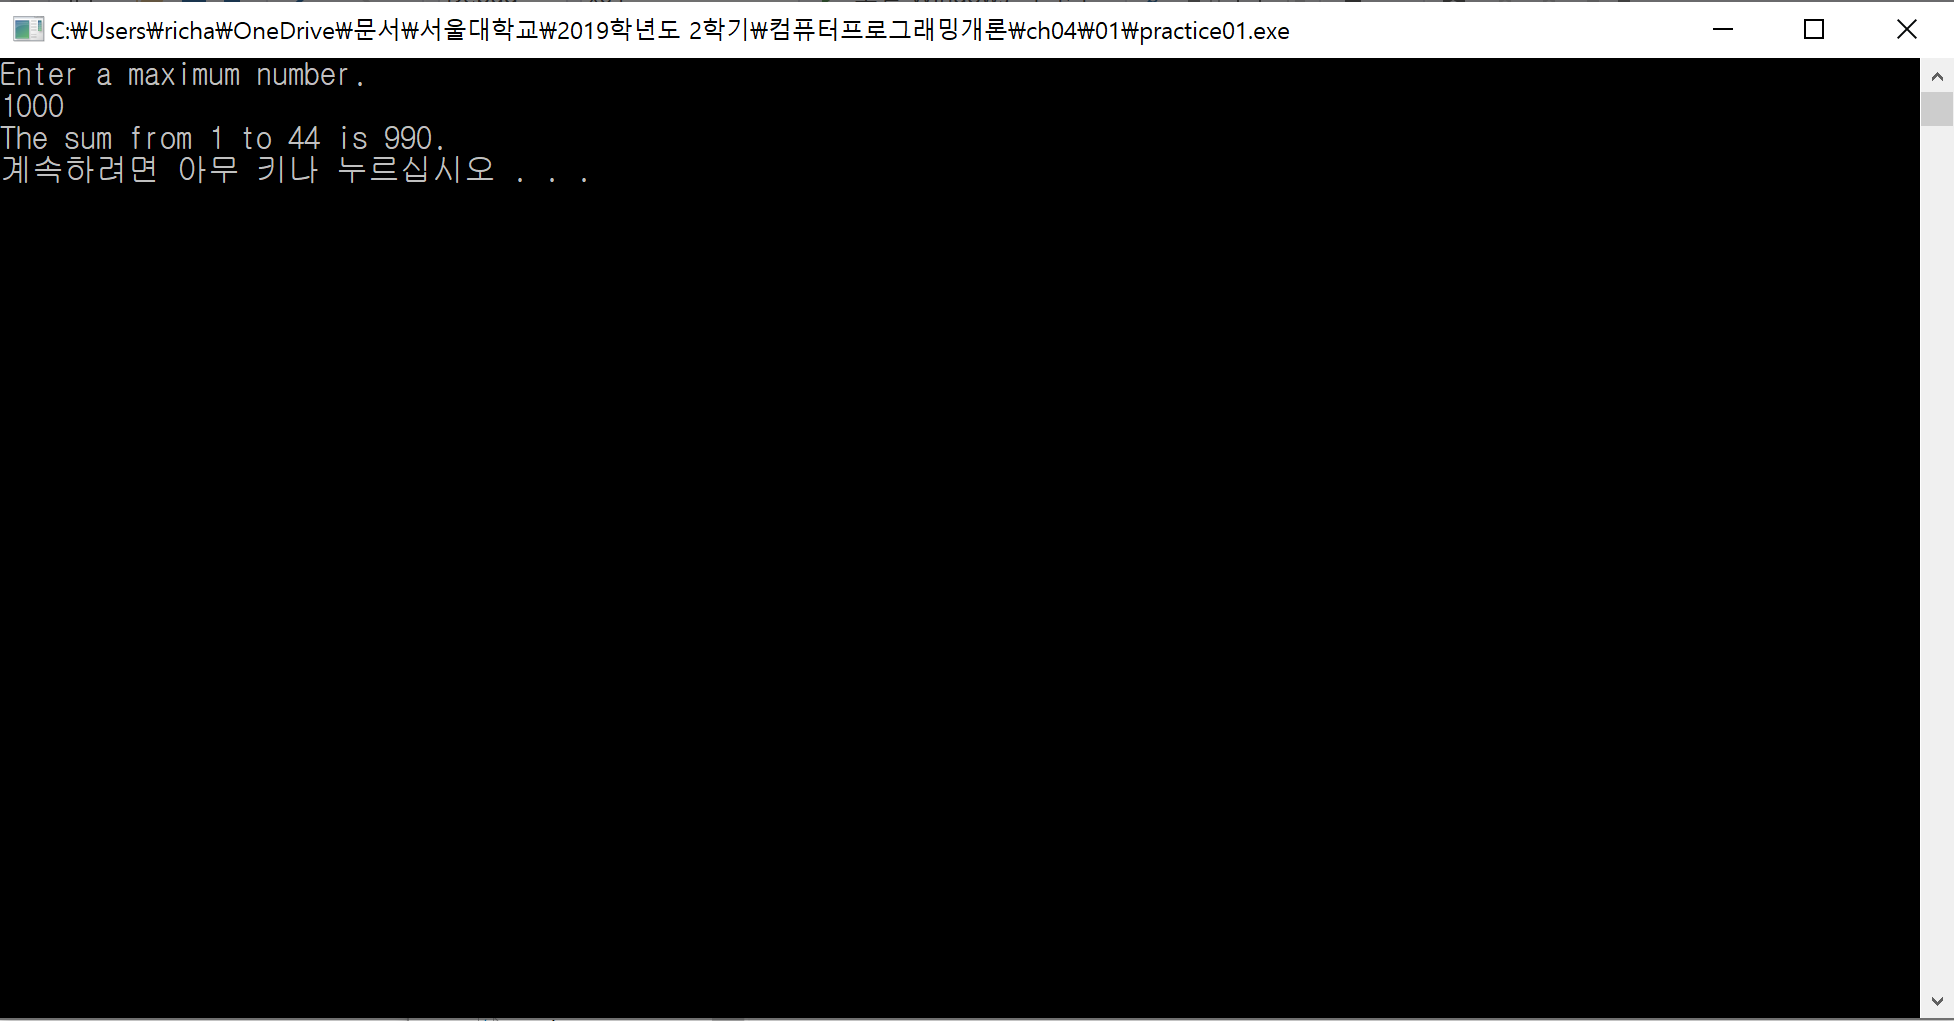 C:₩Users₩richa₩OneDrive₩문서₩서울대학교₩2019학년도 2학기₩컴퓨터프로그래밍개론₩ch04₩01₩practice01.exe
Enter a maximum number.
1000
The sum from 1 to 44 is 990.
계속하려면 아무 키나 누르십시오 . . .